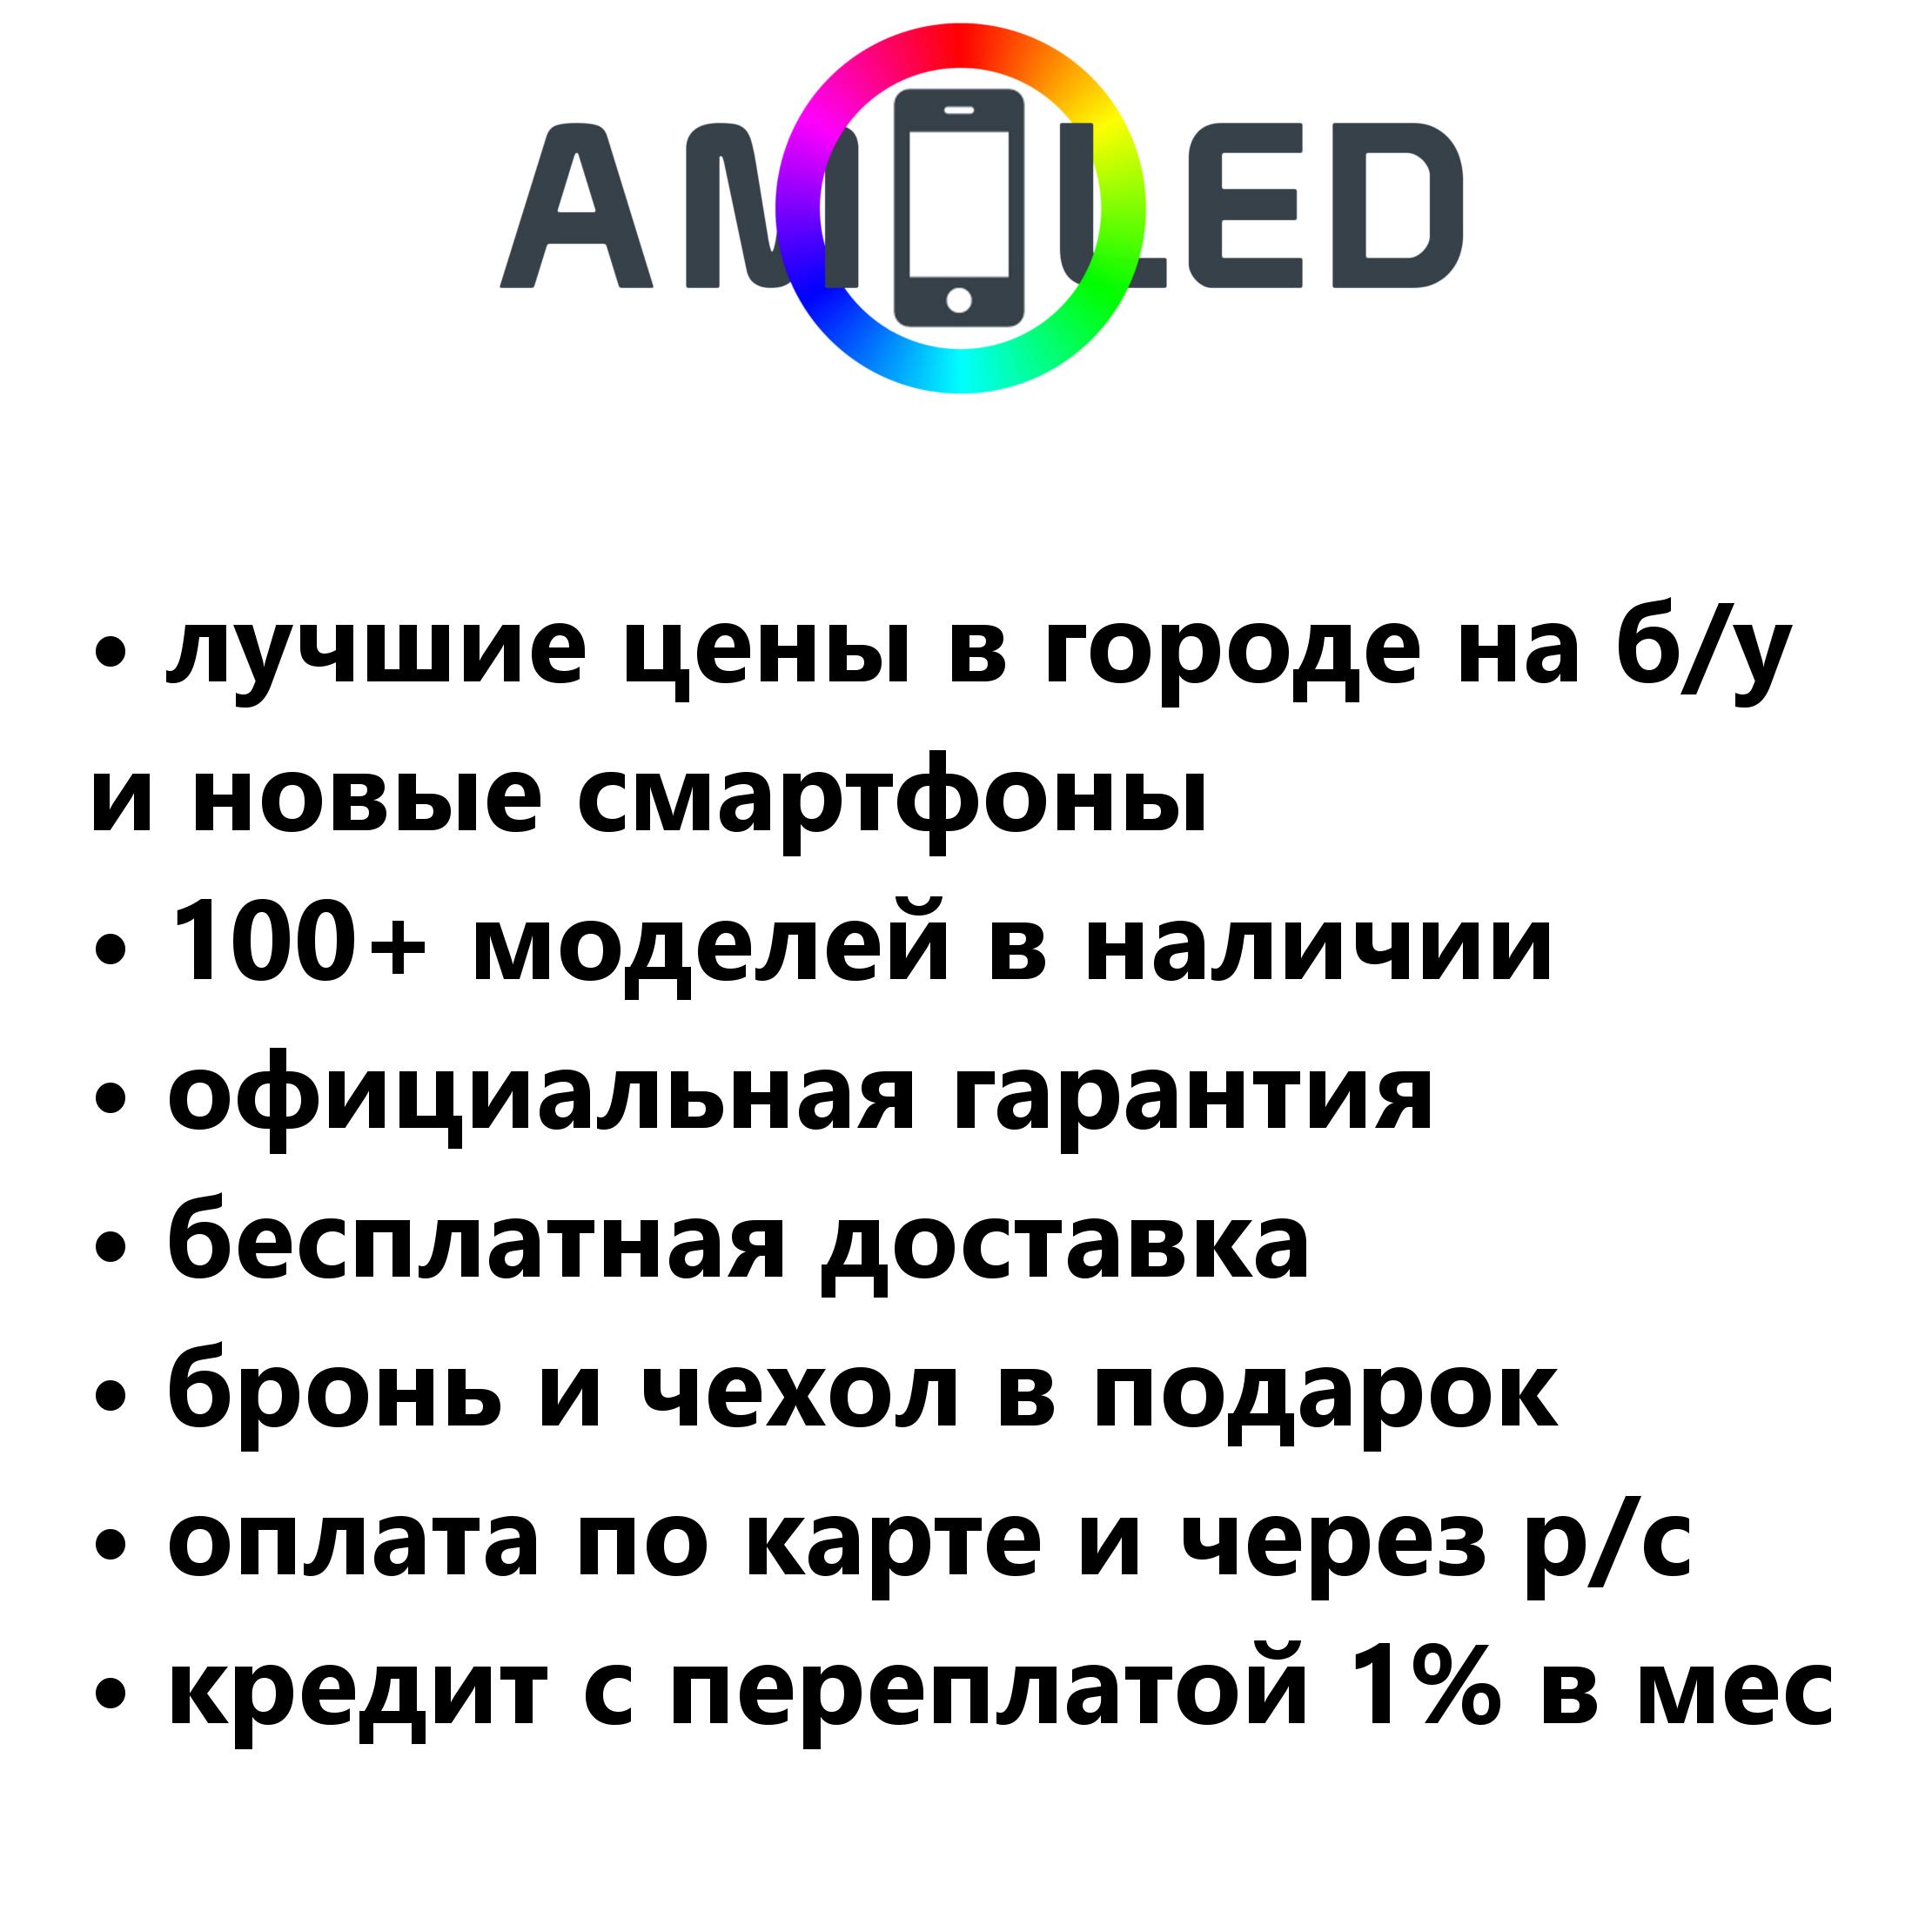 AMOLED
• лучшие цены в городе на б/у
и новые смартфоны
• 100+ моделей в наличии
• официальная гарантия
• бесплатная доставка
• бронь и чехол в подарок
• оплата по карте и через р/с
• кредит с переплатой 1% в мес